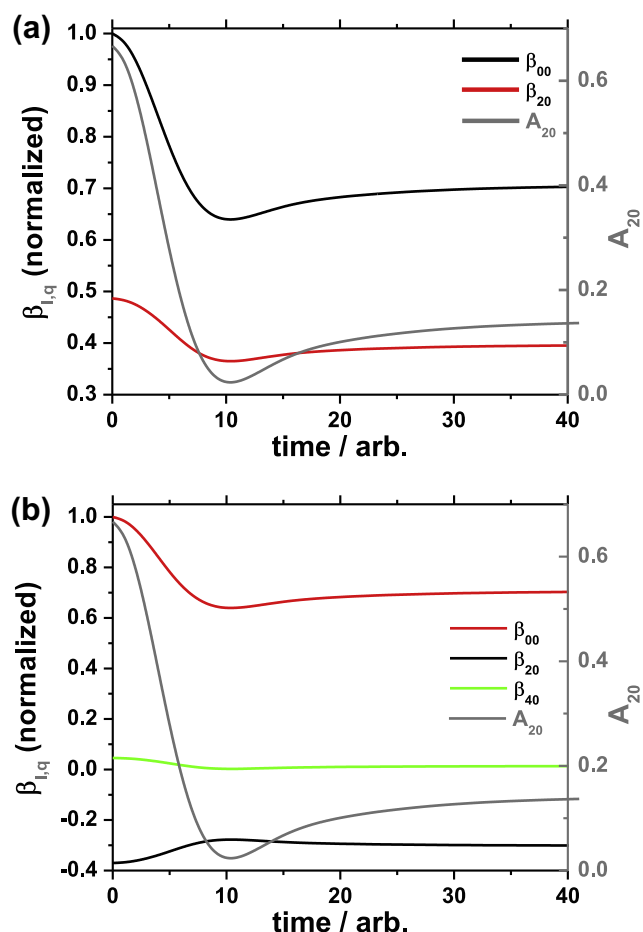 (a)
1.0
0.9
0.8
0.7
0.6
0.5
0.4
0.3
β_{l,q} (normalized)
β₀₀
β₂₀
A₂₀
0.6
0.4
0.2
0.0
A₂₀
0 10 20 30 40
time / arb.
(b)
1.0
0.8
0.6
0.4
0.2
0.0
-0.2
-0.4
β_{l,q} (normalized)
β₀₀
β₂₀
β₄₀
A₂₀
0.6
0.4
0.2
0.0
A₂₀
0 10 20 30 40
time / arb.